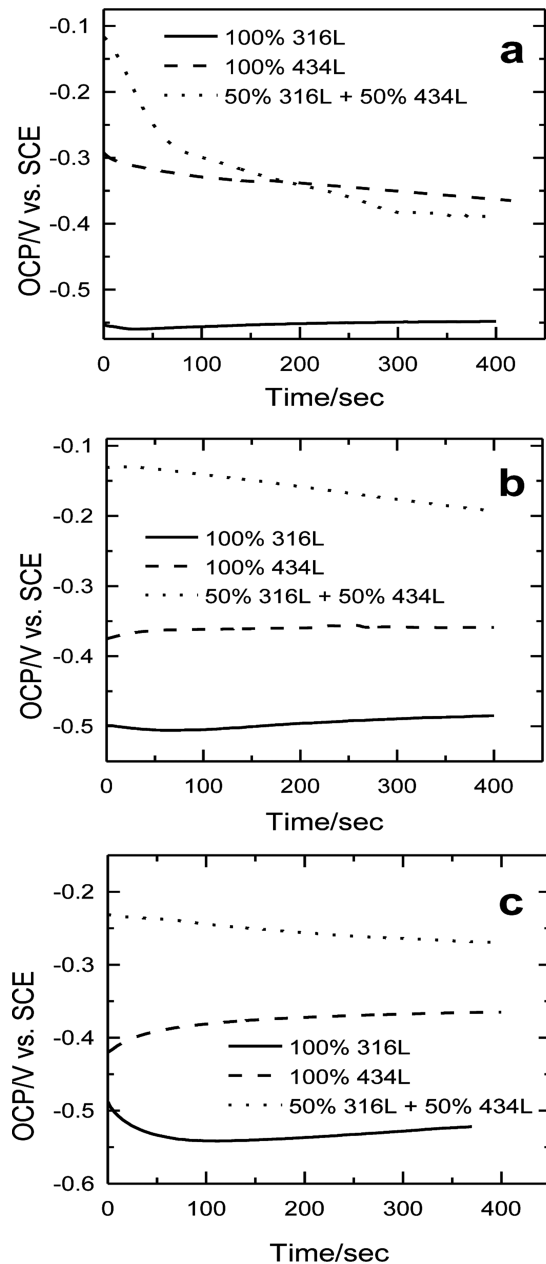 a
100% 316L
100% 434L
50% 316L + 50% 434L
OCP/V vs. SCE
-0.1
-0.2
-0.3
-0.4
-0.5
0 100 200 300 400
Time/sec
b
100% 316L
100% 434L
50% 316L + 50% 434L
OCP/V vs. SCE
-0.1
-0.2
-0.3
-0.4
-0.5
0 100 200 300 400
Time/sec
c
100% 316L
100% 434L
50% 316L + 50% 434L
OCP/V vs. SCE
-0.2
-0.3
-0.4
-0.5
-0.6
0 100 200 300 400
Time/sec